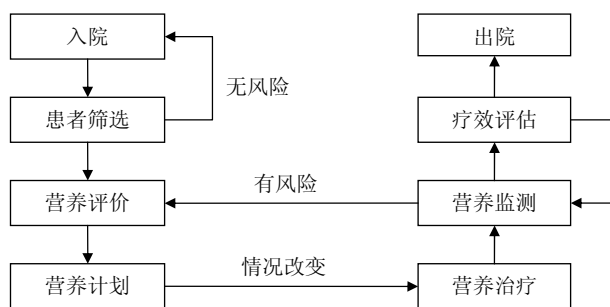 入院
出院
无风险
患者筛选
疗效评估
有风险
营养评价
营养监测
情况改变
营养计划
营养治疗